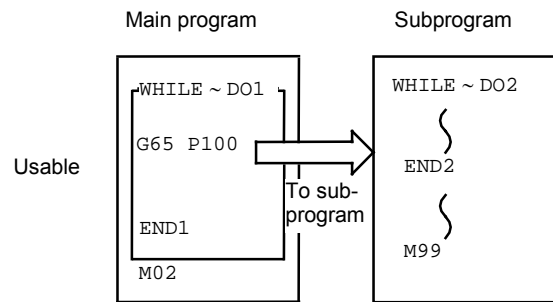 Main program
Subprogram
WHILE ~ DO1
WHILE ~ DO2
G65 P100
Usable
END2
To sub-
program
END1
M99
M02